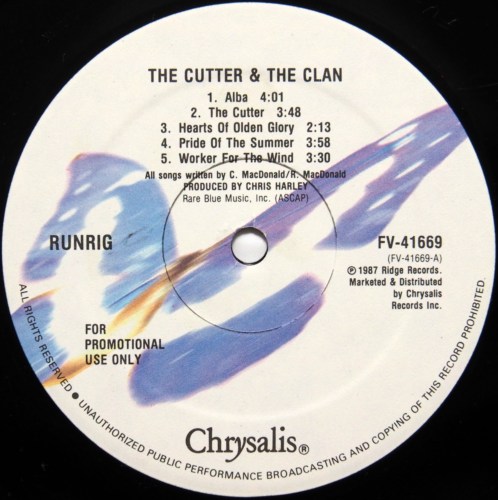 THE CUTTER & THE CLAN
1. Alba 4:01
2. The Cutter 3:48
3. Hearts Of Olden Glory 2:13
4. Pride Of The Summer 3:58
5. Worker For The Wind 3:30
All songs written by C. MacDonald/R. MacDonald
PRODUCED BY CHRIS HARLEY
Rare Blue Music, Inc. (ASCAP)
RUNRIG
FV-41669
(FV-41669-A)
℗ 1987 Ridge Records.
Marketed & Distributed
by Chrysalis
Records Inc.
FOR
PROMOTIONAL
USE ONLY
Chrysalis®
ALL RIGHTS RESERVED ● UNAUTHORIZED PUBLIC PERFORMANCE BROADCASTING AND COPYING OF THIS RECORD PROHIBITED.